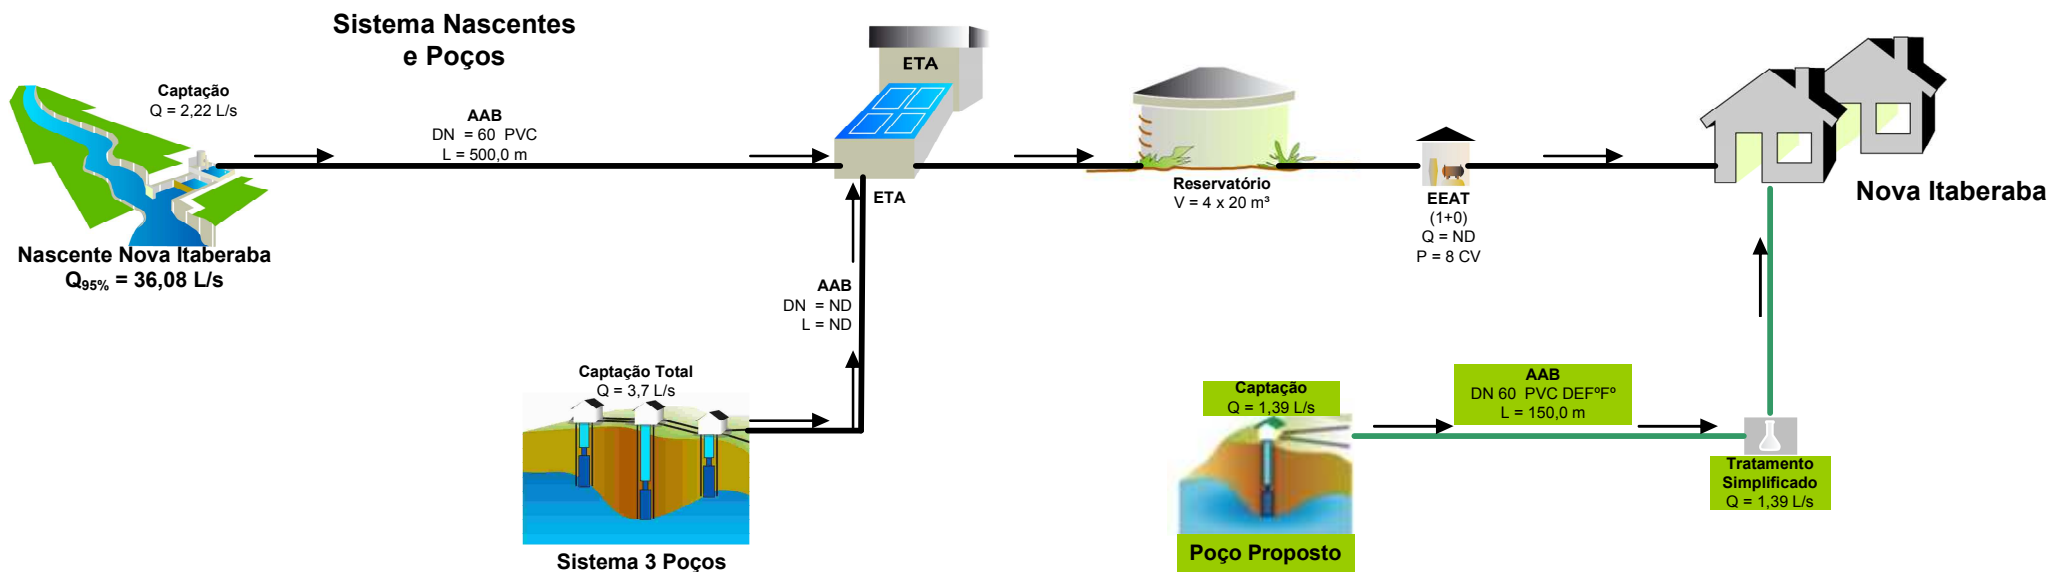 Sistema Nascentes
e Poços
Captação
Q = 2,22 L/s
AAB
DN = 60 PVC
L = 500,0 m
ETA
ETA
Reservatório
V = 4 x 20 m³
EEAT
(1+0)
Q = ND
P = 8 CV
Nova Itaberaba
Nascente Nova Itaberaba
Q95% = 36,08 L/s
AAB
DN = ND
L = ND
Captação Total
Q = 3,7 L/s
Sistema 3 Poços
Captação
Q = 1,39 L/s
AAB
DN 60 PVC DEFºFº
L = 150,0 m
Tratamento
Simplificado
Q = 1,39 L/s
Poço Proposto